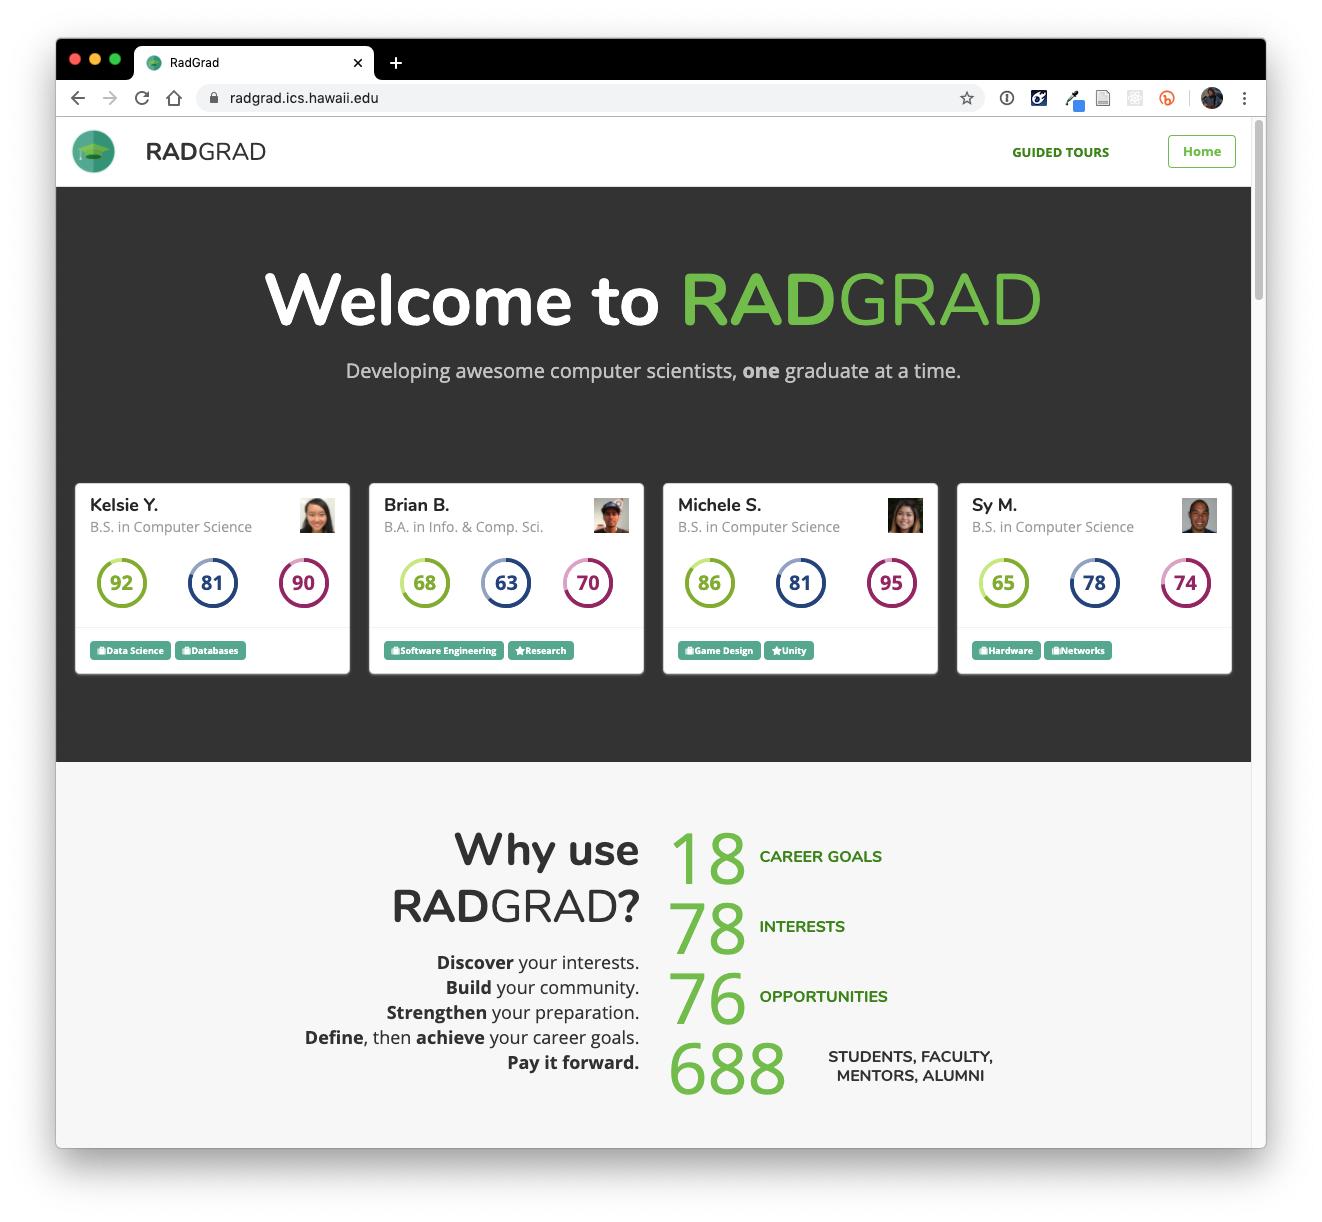 RadGrad
radgrad.ics.hawaii.edu
RADGRAD
GUIDED TOURS
Home
Welcome to RADGRAD
Developing awesome computer scientists, one graduate at a time.
Kelsie Y.
B.S. in Computer Science
92 81 90
Data Science Databases
Brian B.
B.A. in Info. & Comp. Sci.
68 63 70
Software Engineering Research
Michele S.
B.S. in Computer Science
86 81 95
Game Design Unity
Sy M.
B.S. in Computer Science
65 78 74
Hardware Networks
Why use
RADGRAD?
Discover your interests.
Build your community.
Strengthen your preparation.
Define, then achieve your career goals.
Pay it forward.
18 CAREER GOALS
78 INTERESTS
76 OPPORTUNITIES
688 STUDENTS, FACULTY,
MENTORS, ALUMNI